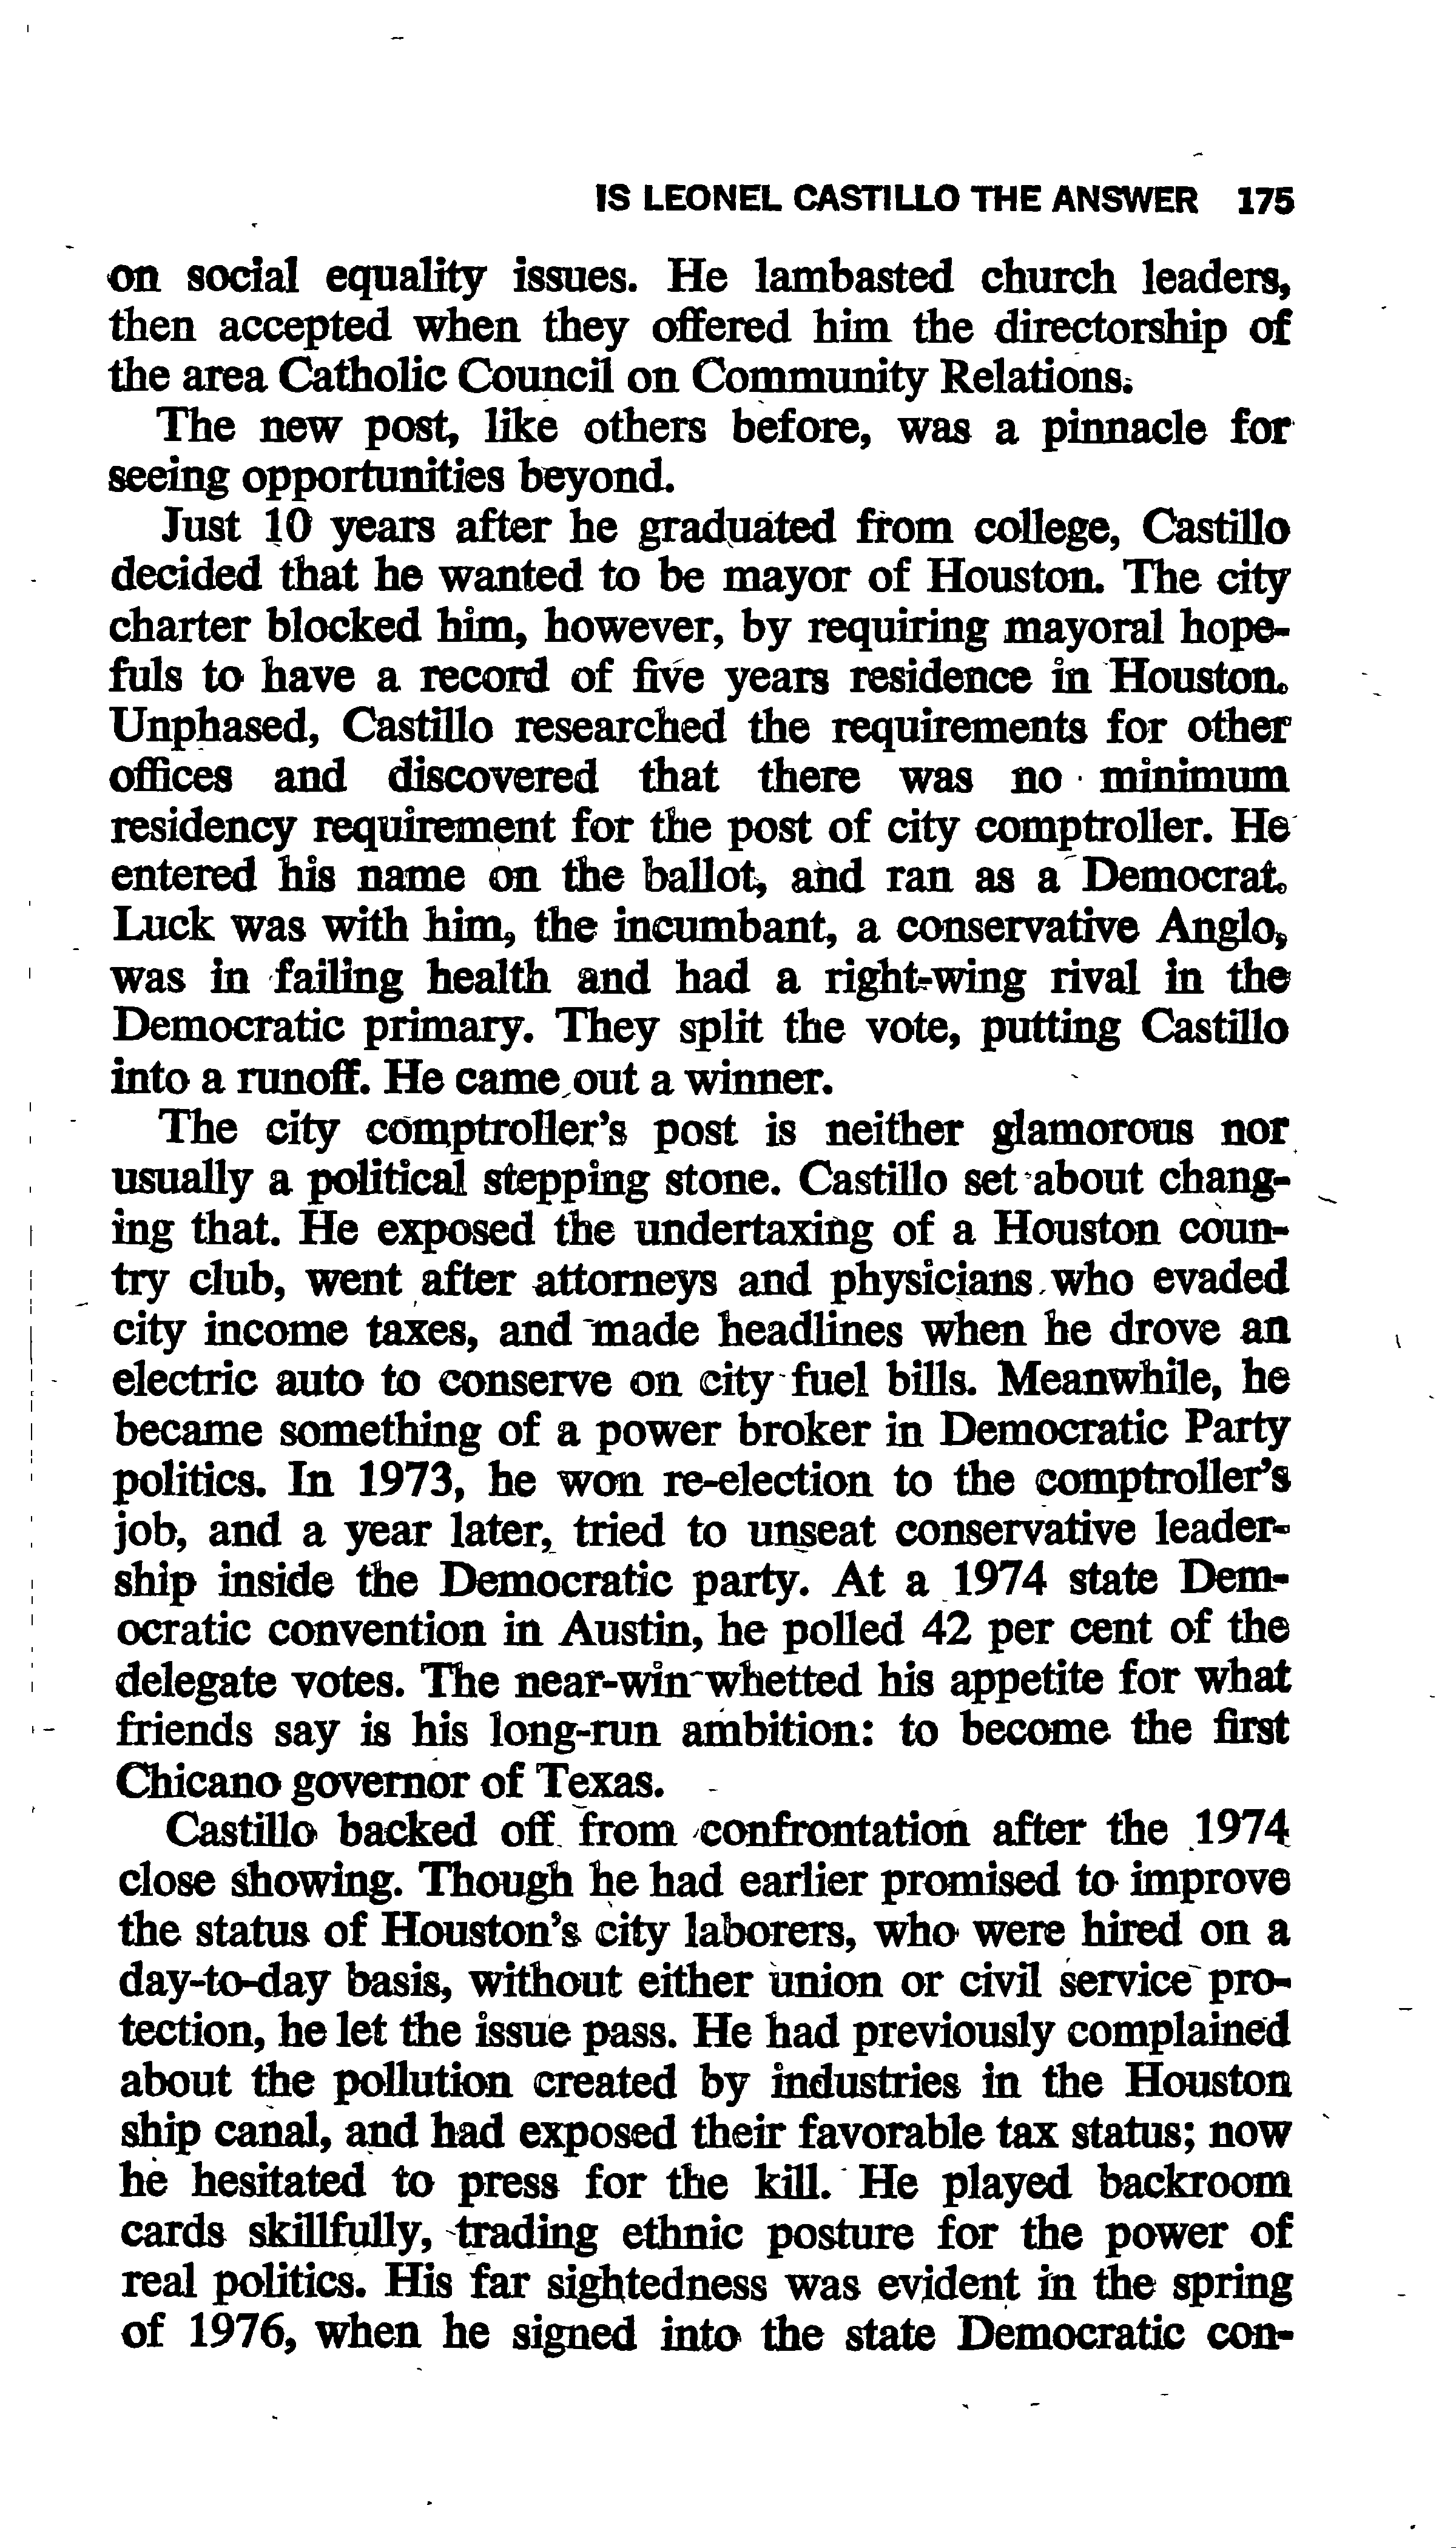 IS LEONEL CASTILLO THE ANSWER 175
on social equality issues. He lambasted church leaders,
then accepted when they offered him the directorship of
the area Catholic Council on Community Relations.
The new post, like others before, was a pinnacle for
seeing opportunities beyond.
Just 10 years after he graduated from college, Castillo
decided that he wanted to be mayor of Houston. The city
charter blocked him, however, by requiring mayoral hope-
fuls to have a record of five years residence in Houston.
Unphased, Castillo researched the requirements for other
offices and discovered that there was no minimum
residency requirement for the post of city comptroller. He
entered his name on the ballot, and ran as a Democrat.
Luck was with him, the incumbant, a conservative Anglo,
was in failing health and had a right-wing rival in the
Democratic primary. They split the vote, putting Castillo
into a runoff. He came out a winner.
The city comptroller's post is neither glamorous nor
usually a political stepping stone. Castillo set about chang-
ing that. He exposed the undertaxing of a Houston coun-
try club, went after attorneys and physicians who evaded
city income taxes, and made headlines when he drove an
electric auto to conserve on city fuel bills. Meanwhile, he
became something of a power broker in Democratic Party
politics. In 1973, he won re-election to the comptroller's
job, and a year later, tried to unseat conservative leader-
ship inside the Democratic party. At a 1974 state Dem-
ocratic convention in Austin, he polled 42 per cent of the
delegate votes. The near-win whetted his appetite for what
friends say is his long-run ambition: to become the first
Chicano governor of Texas.
Castillo backed off from confrontation after the 1974
close showing. Though he had earlier promised to improve
the status of Houston's city laborers, who were hired on a
day-to-day basis, without either union or civil service pro-
tection, he let the issue pass. He had previously complained
about the pollution created by industries in the Houston
ship canal, and had exposed their favorable tax status; now
he hesitated to press for the kill. He played backroom
cards skillfully, trading ethnic posture for the power of
real politics. His far sightedness was evident in the spring
of 1976, when he signed into the state Democratic con-